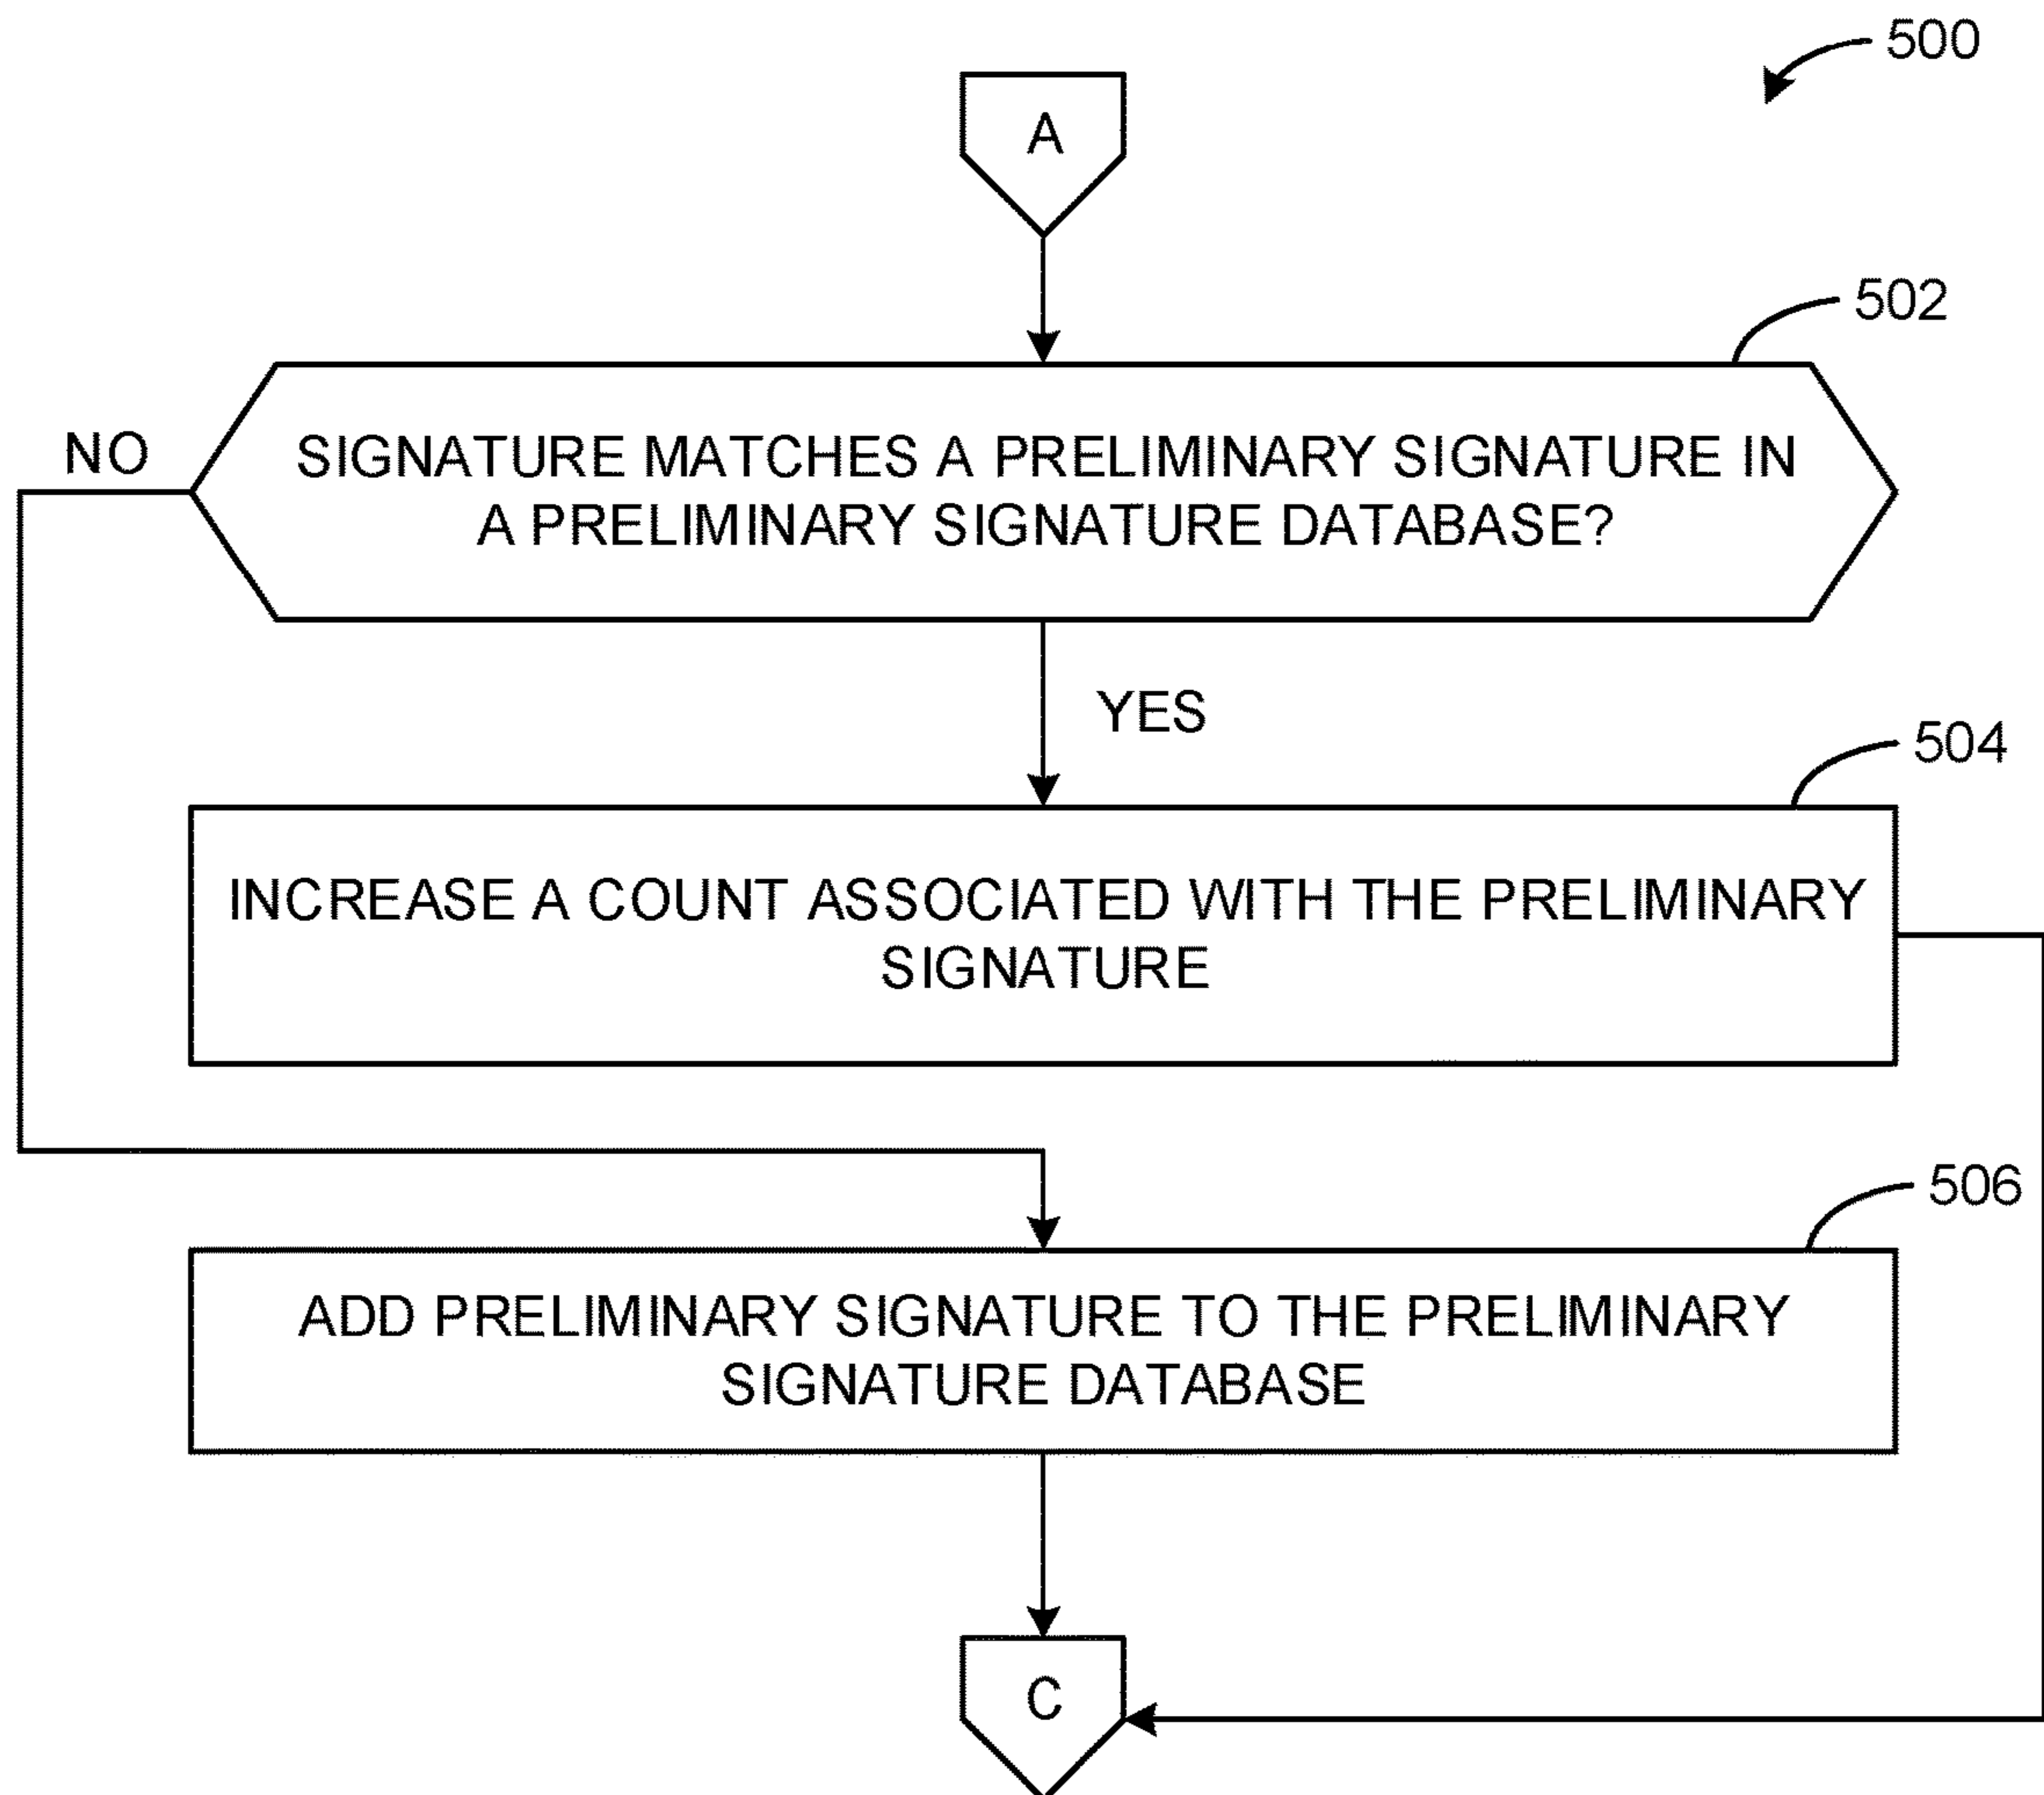 500
A
502
NO
SIGNATURE MATCHES A PRELIMINARY SIGNATURE IN
A PRELIMINARY SIGNATURE DATABASE?
YES
504
INCREASE A COUNT ASSOCIATED WITH THE PRELIMINARY
SIGNATURE
506
ADD PRELIMINARY SIGNATURE TO THE PRELIMINARY
SIGNATURE DATABASE
C